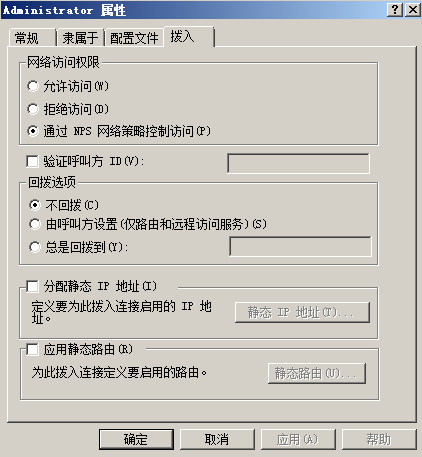 Administrator 属性
常规 隶属于 配置文件 拨入
网络访问权限
允许访问(W)
拒绝访问(D)
通过 NPS 网络策略控制访问(P)
验证呼叫方 ID(V):
回拨选项
不回拨(C)
由呼叫方设置(仅路由和远程访问服务)(S)
总是回拨到(Y):
分配静态 IP 地址(I)
定义要为此拨入连接启用的 IP 地
址。
静态 IP 地址(T)...
应用静态路由(R)
为此拨入连接定义要启用的路由。
静态路由(U)...
确定 取消 应用(A) 帮助